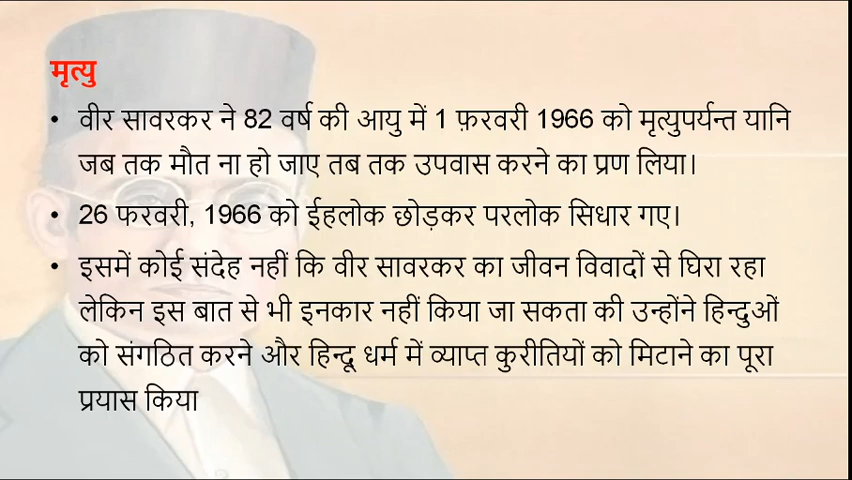 मृत्यु
• वीर सावरकर ने 82 वर्ष की आयु में 1 फ़रवरी 1966 को मृत्युपर्यन्त यानि
जब तक मौत ना हो जाए तब तक उपवास करने का प्रण लिया।
• 26 फरवरी, 1966 को ईहलोक छोड़कर परलोक सिधार गए।
• इसमें कोई संदेह नहीं कि वीर सावरकर का जीवन विवादों से घिरा रहा
लेकिन इस बात से भी इनकार नहीं किया जा सकता की उन्होंने हिन्दुओं
को संगठित करने और हिन्दू धर्म में व्याप्त कुरीतियों को मिटाने का पूरा
प्रयास किया